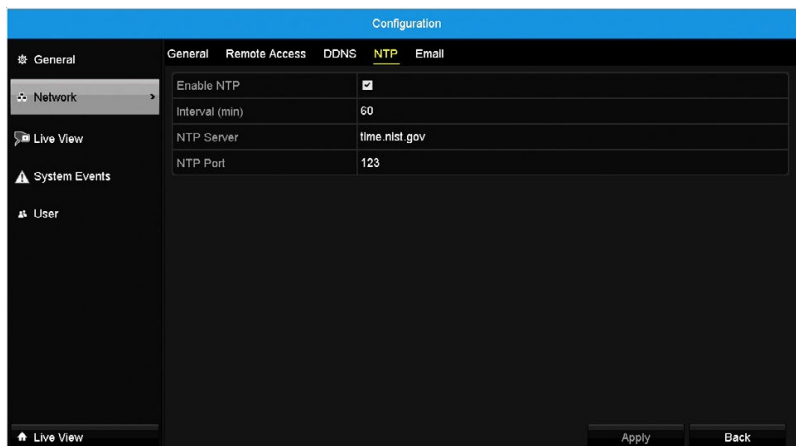 Configuration
General
Network
Live View
System Events
User
Live View
General Remote Access DDNS NTP Email
Enable NTP
Interval (min) 60
NTP Server time.nist.gov
NTP Port 123
Apply Back